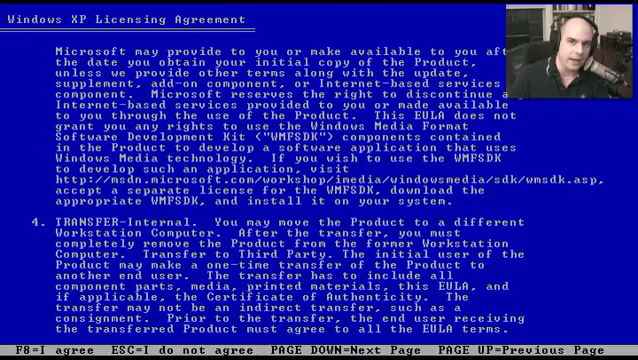 Windows XP Licensing Agreement
Microsoft may provide to you or make available to you
the date you obtain your initial copy of the Product,
unless we provide other terms along with the update,
supplement, add-on component, or Internet-based services
component. Microsoft reserves the right to discontinue
Internet-based services provided to you or made available
to you through the use of the Product. This EULA does not
grant you any rights to use the Windows Media Format
Software Development Kit ("WMFSDK") components contained
in the Product to develop a software application that uses
Windows Media technology. If you wish to use the WMFSDK
to develop such an application, visit
http://msdn.microsoft.com/workshop/imedia/windowsmedia/sdk/wmsdk.asp,
accept a separate license for the WMFSDK, download the
appropriate WMFSDK, and install it on your system.
4. TRANSFER-Internal. You may move the Product to a different
Workstation Computer. After the transfer, you must
completely remove the Product from the former Workstation
Computer. Transfer to Third Party. The initial user of the
Product may make a one-time transfer of the Product to
another end user. The transfer has to include all
component parts, media, printed materials, this EULA, and
if applicable, the Certificate of Authenticity. The
transfer may not be an indirect transfer, such as a
consignment. Prior to the transfer, the end user receiving
the transferred Product must agree to all the EULA terms.
F8=I agree ESC=I do not agree PAGE DOWN=Next Page PAGE UP=Previous Page